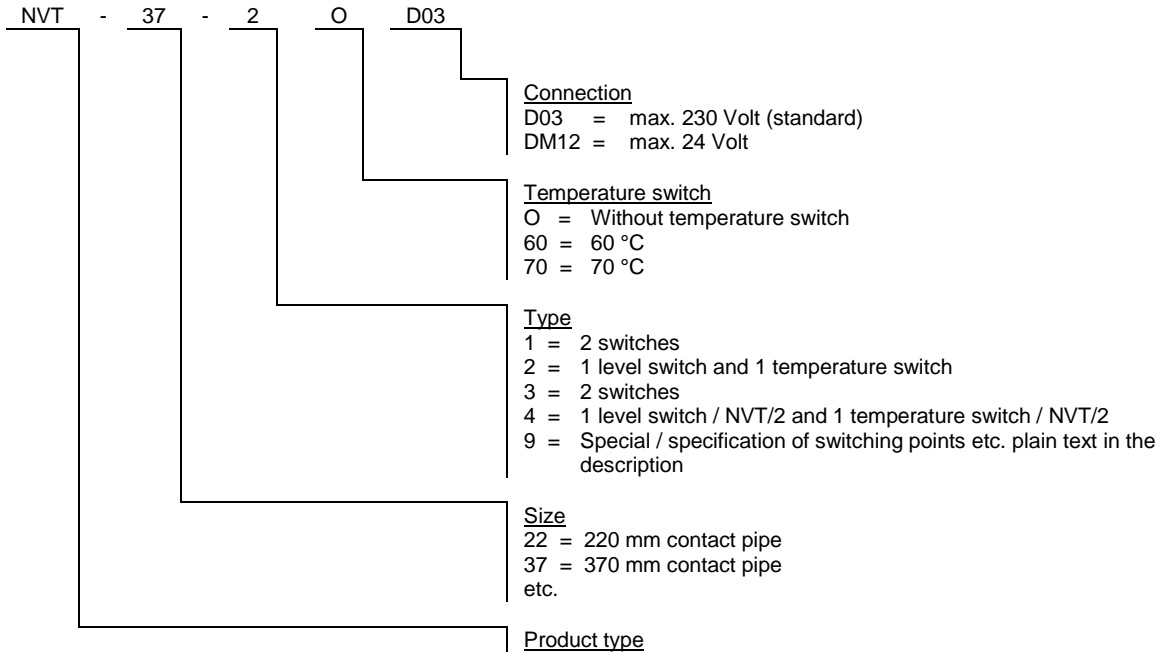 NVT - 37 - 2 O D03
Connection
D03 = max. 230 Volt (standard)
DM12 = max. 24 Volt
Temperature switch
O = Without temperature switch
60 = 60 °C
70 = 70 °C
Type
1 = 2 switches
2 = 1 level switch and 1 temperature switch
3 = 2 switches
4 = 1 level switch / NVT/2 and 1 temperature switch / NVT/2
9 = Special / specification of switching points etc. plain text in the
description
Size
22 = 220 mm contact pipe
37 = 370 mm contact pipe
etc.
Product type